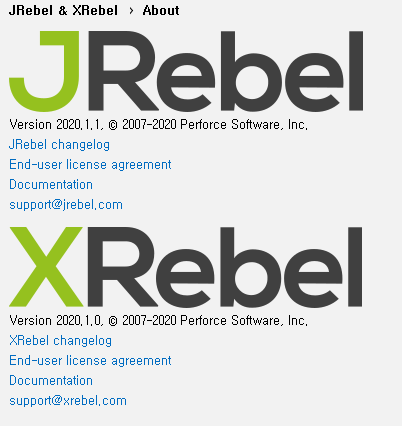 JRebel & XRebel › About
JRebel
Version 2020.1.1, © 2007-2020 Perforce Software, Inc.
JRebel changelog
End-user license agreement
Documentation
support@jrebel.com
XRebel
Version 2020.1.0, © 2007-2020 Perforce Software, Inc.
XRebel changelog
End-user license agreement
Documentation
support@xrebel.com